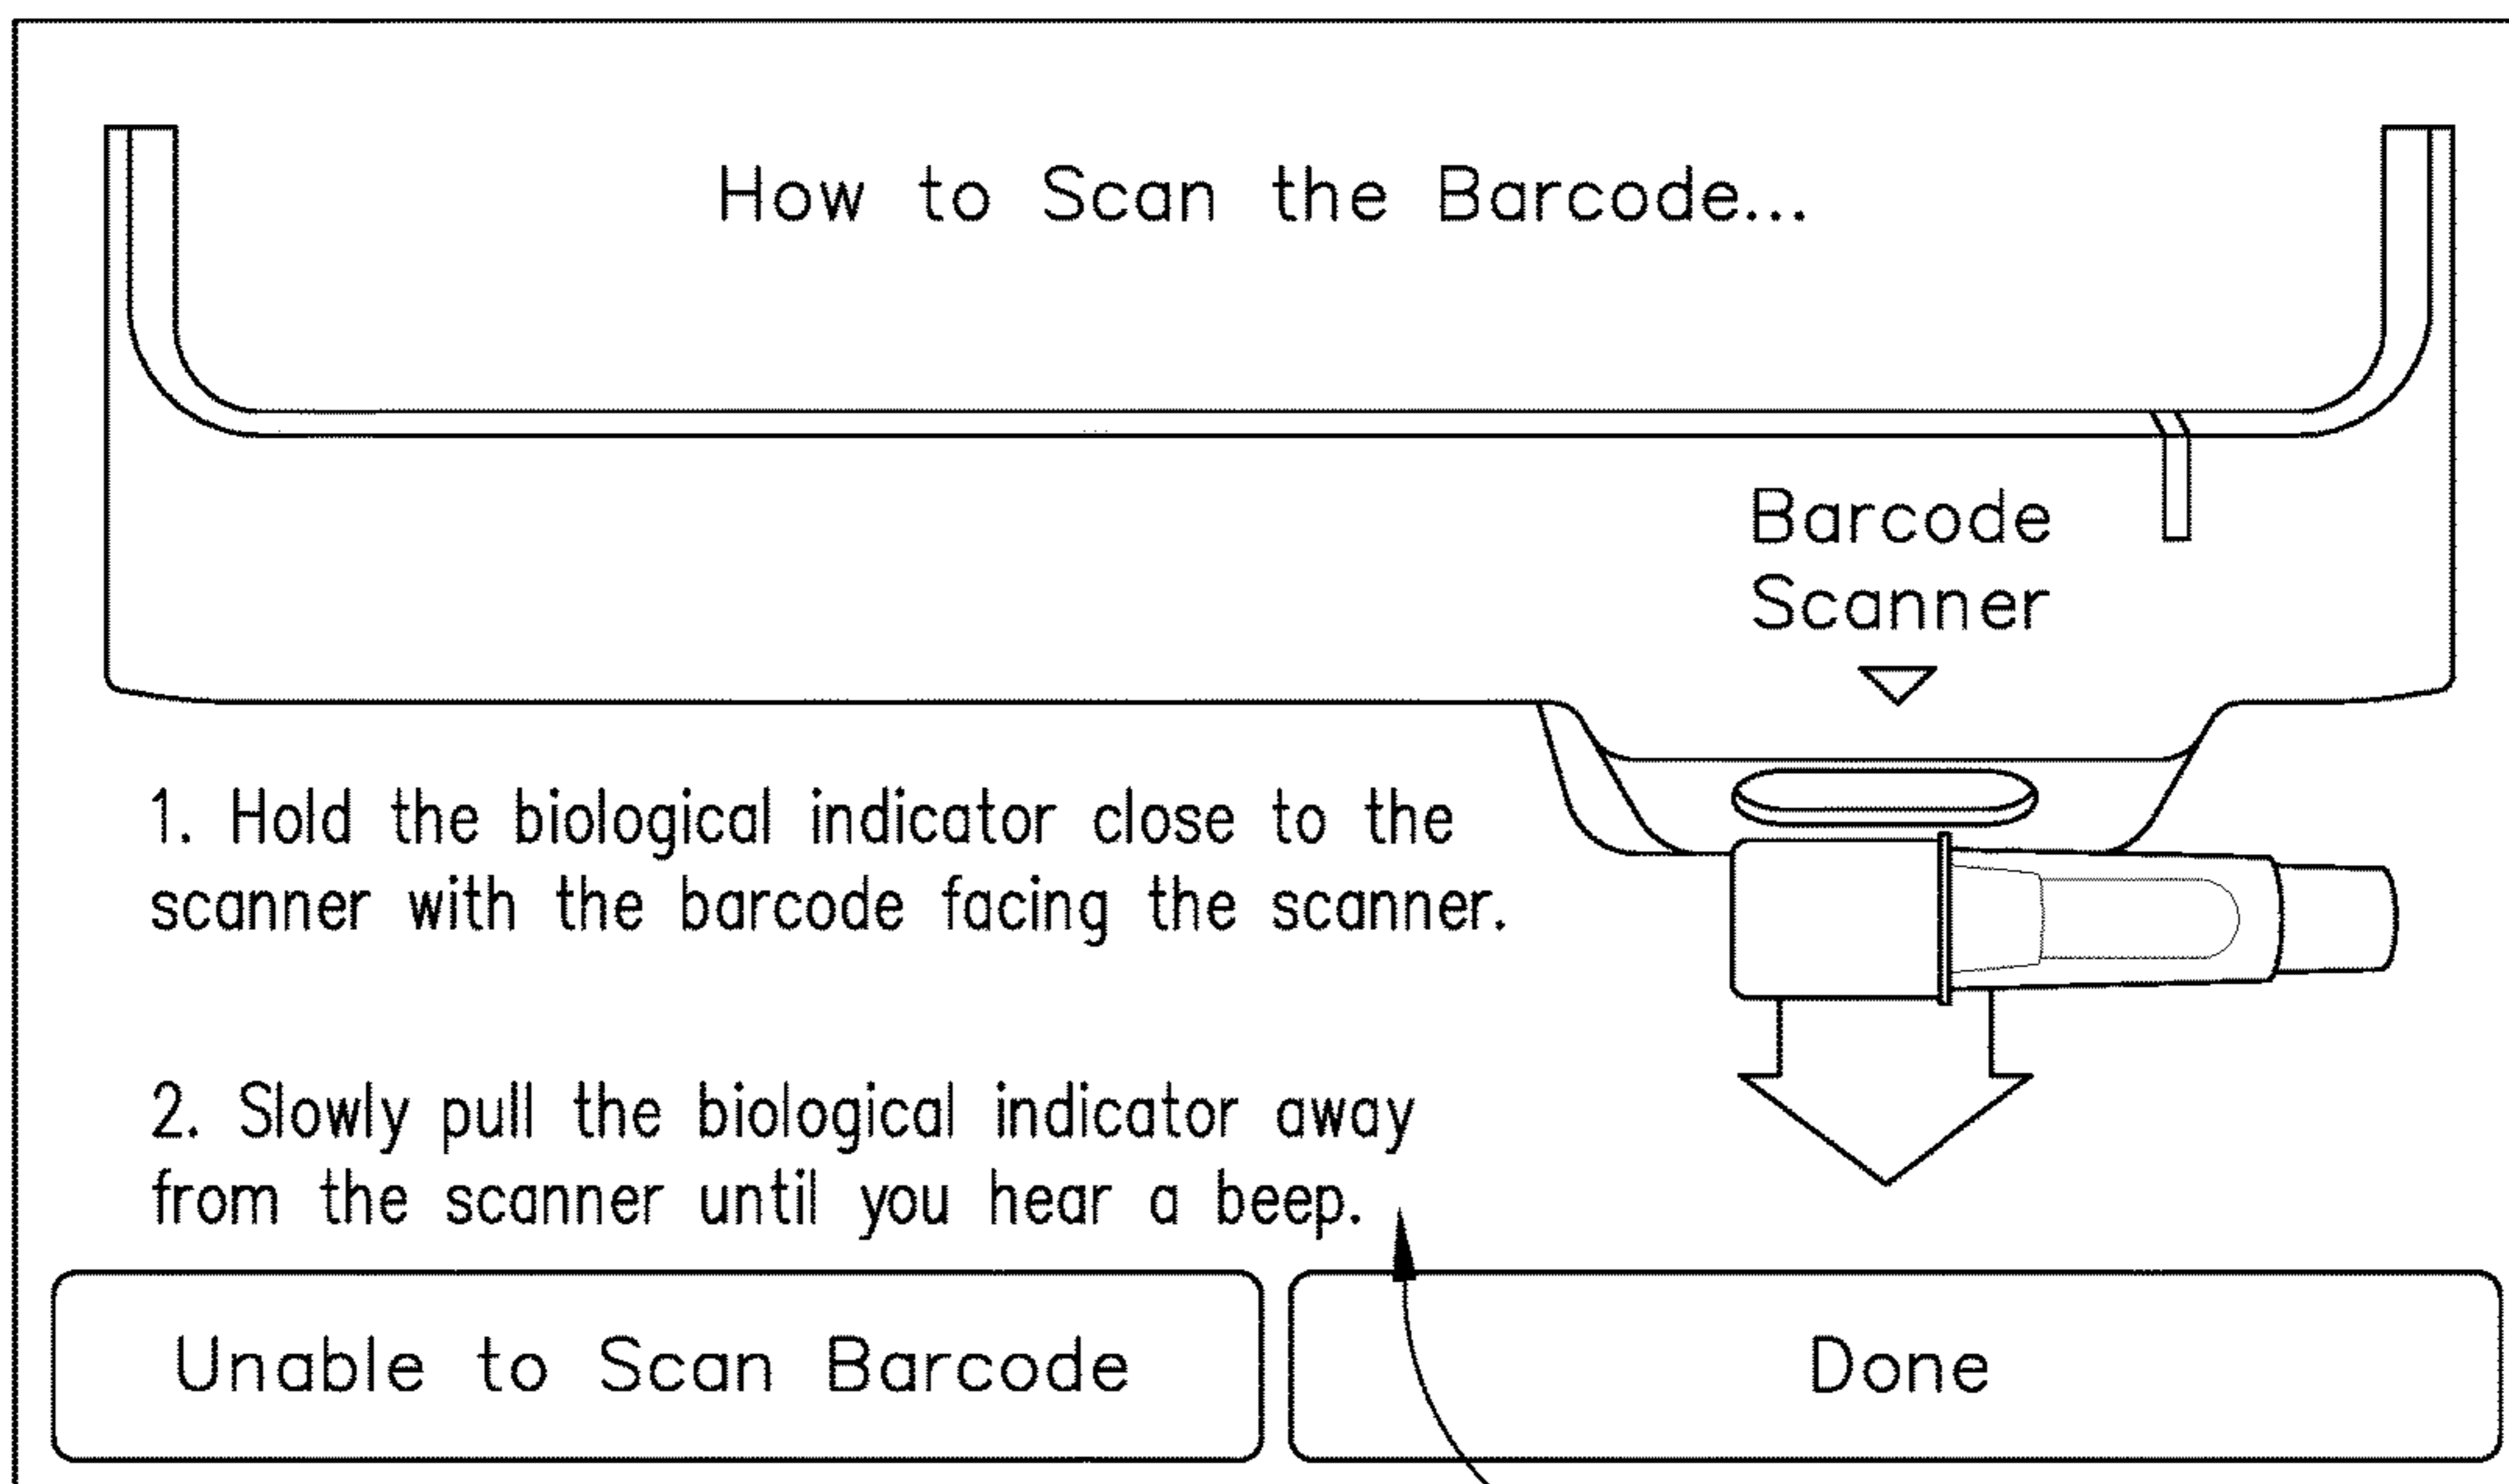 How to Scan the Barcode...
Barcode
Scanner
1. Hold the biological indicator close to the
scanner with the barcode facing the scanner.
2. Slowly pull the biological indicator away
from the scanner until you hear a beep.
Unable to Scan Barcode
Done